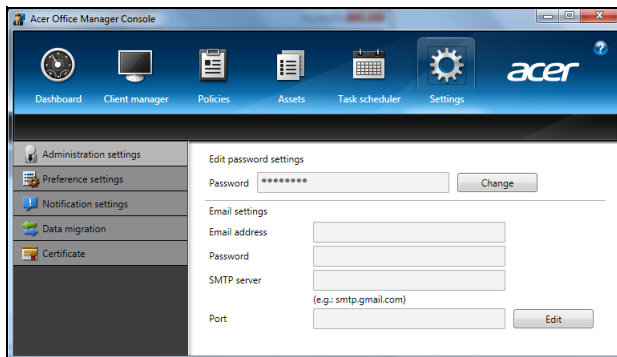 Acer Office Manager Console
?
acer
Dashboard
Client manager
Policies
Assets
Task scheduler
Settings
Administration settings
Preference settings
Notification settings
Data migration
Certificate
Edit password settings
Password ******** Change
Email settings
Email address
Password
SMTP server
(e.g.: smtp.gmail.com)
Port Edit